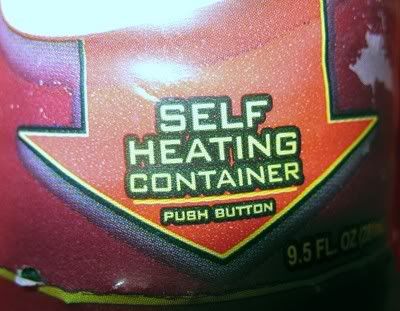 SELF
HEATING
CONTAINER
PUSH BUTTON
9.5 FL. OZ